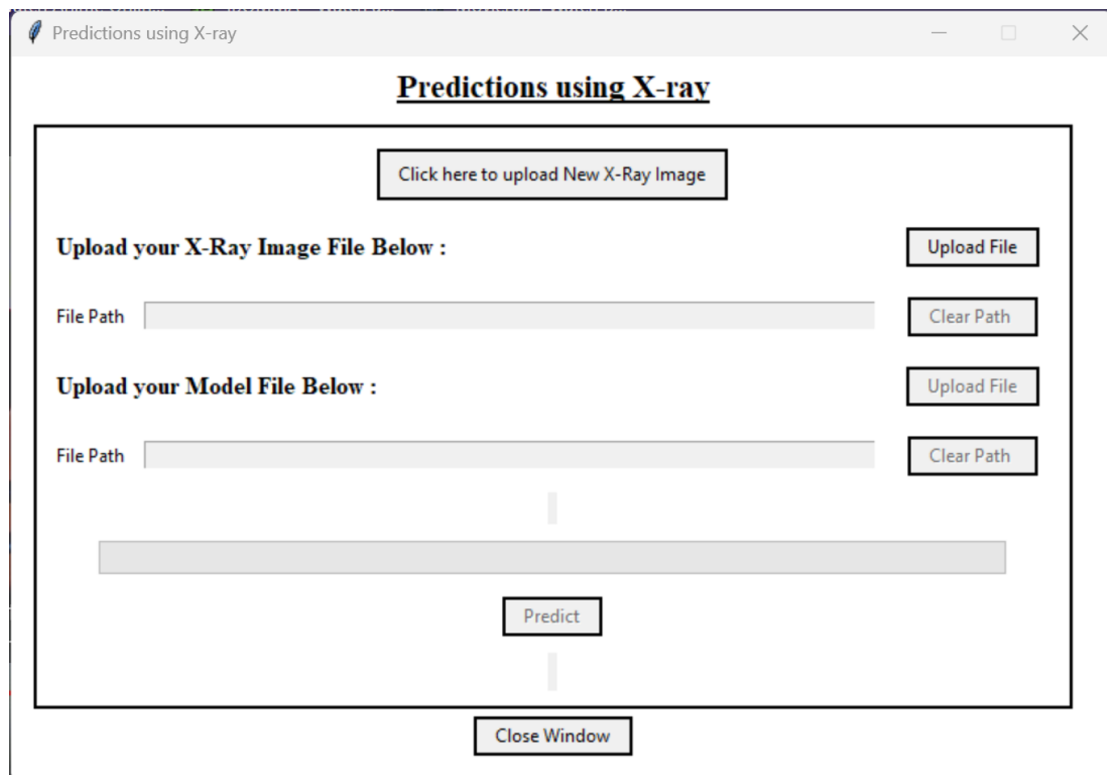 Predictions using X-ray
Predictions using X-ray
Click here to upload New X-Ray Image
Upload your X-Ray Image File Below :
Upload File
File Path
Clear Path
Upload your Model File Below :
Upload File
File Path
Clear Path
Predict
Close Window